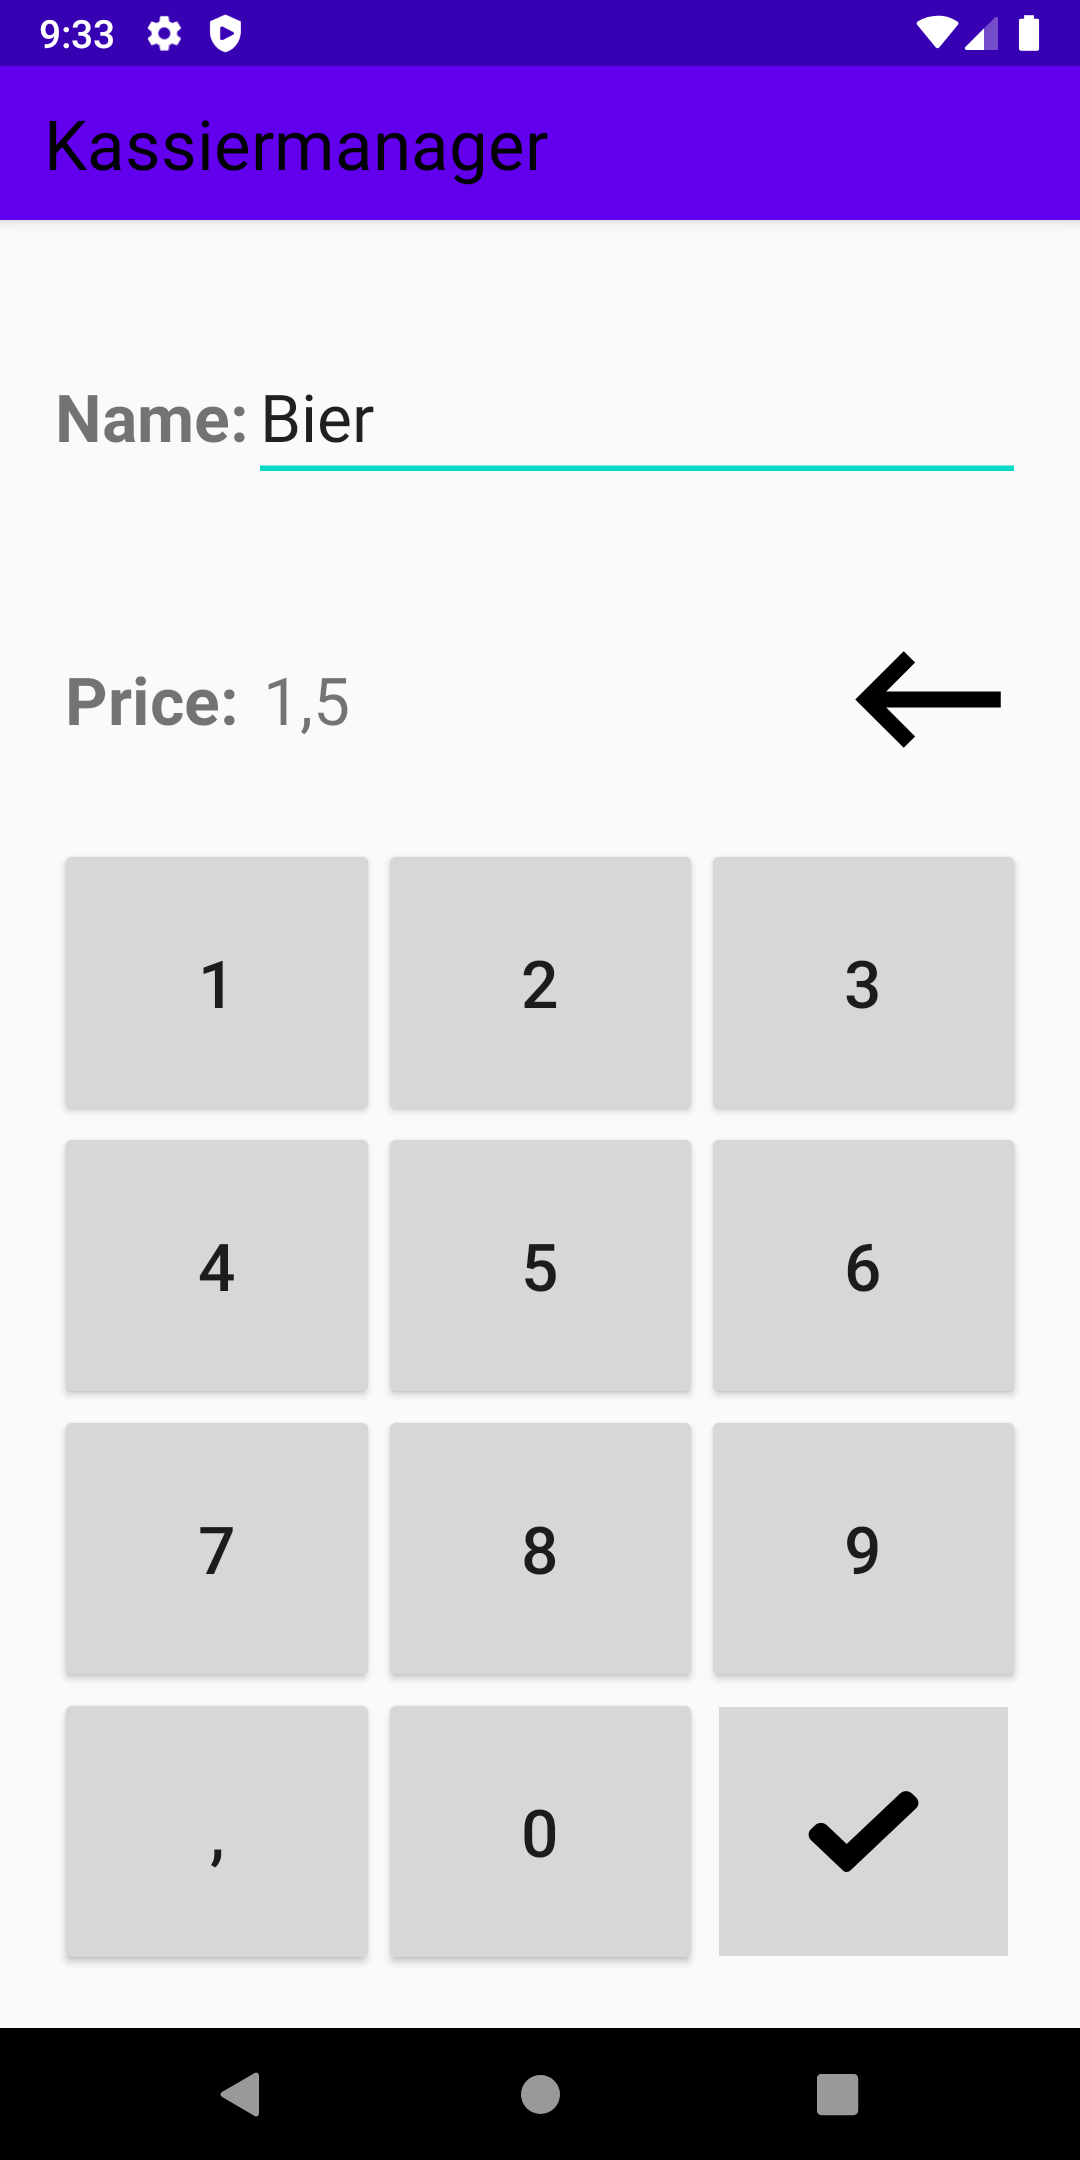 9:33
Kassiermanager
Name: Bier
Price: 1,5
1 2 3
4 5 6
7 8 9
, 0